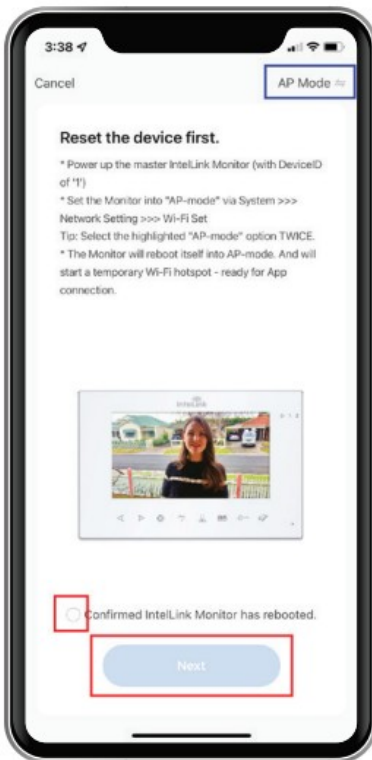 3:38
Cancel
AP Mode
Reset the device first.
* Power up the master IntelLink Monitor (with DeviceID
of '1')
* Set the Monitor into "AP-mode" via System >>>
Network Setting >>> Wi-Fi Set
Tip: Select the highlighted "AP-mode" option TWICE.
* The Monitor will reboot itself into AP-mode. And will
start a temporary Wi-Fi hotspot - ready for App
connection.
IntelLink
Confirmed IntelLink Monitor has rebooted.
Next